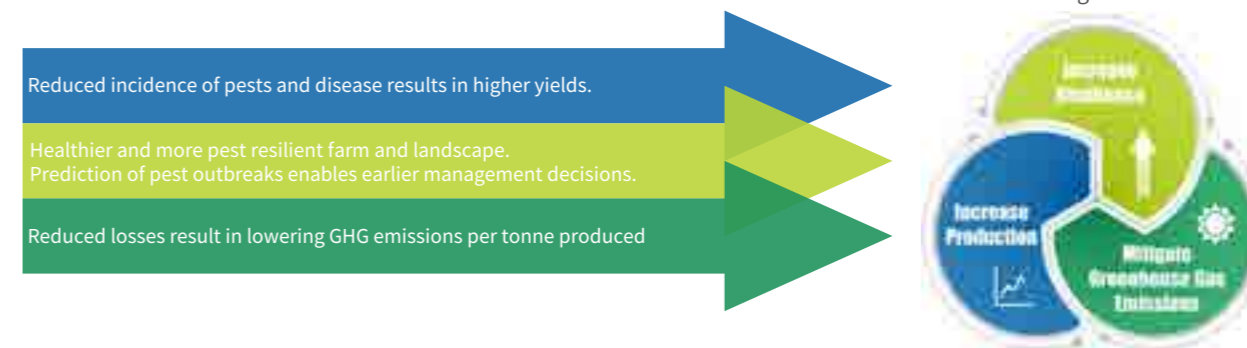 Reduced incidence of pests and disease results in higher yields.
Healthier and more pest resilient farm and landscape.
Prediction of pest outbreaks enables earlier management decisions.
Reduced losses result in lowering GHG emissions per tonne produced
Increase
Increase
Production
Mitigate
Greenhouse Gas
Emissions